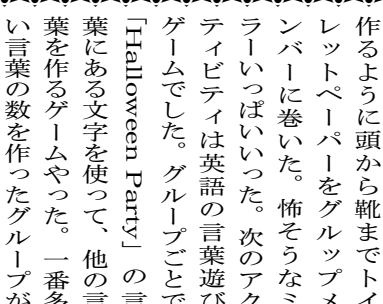 作るように頭から靴までトイ
レットペーパーをグルップメ
ンバーに巻いた。怖そうなミ
ラーいっぱいいった。次のアク
ティビティは英語の言葉遊び
ゲームでした。グループごとで
「Halloween Party」の言
葉にある文字を使って、他の言
葉を作るゲームやった。一番多
い言葉の数を作ったグループが